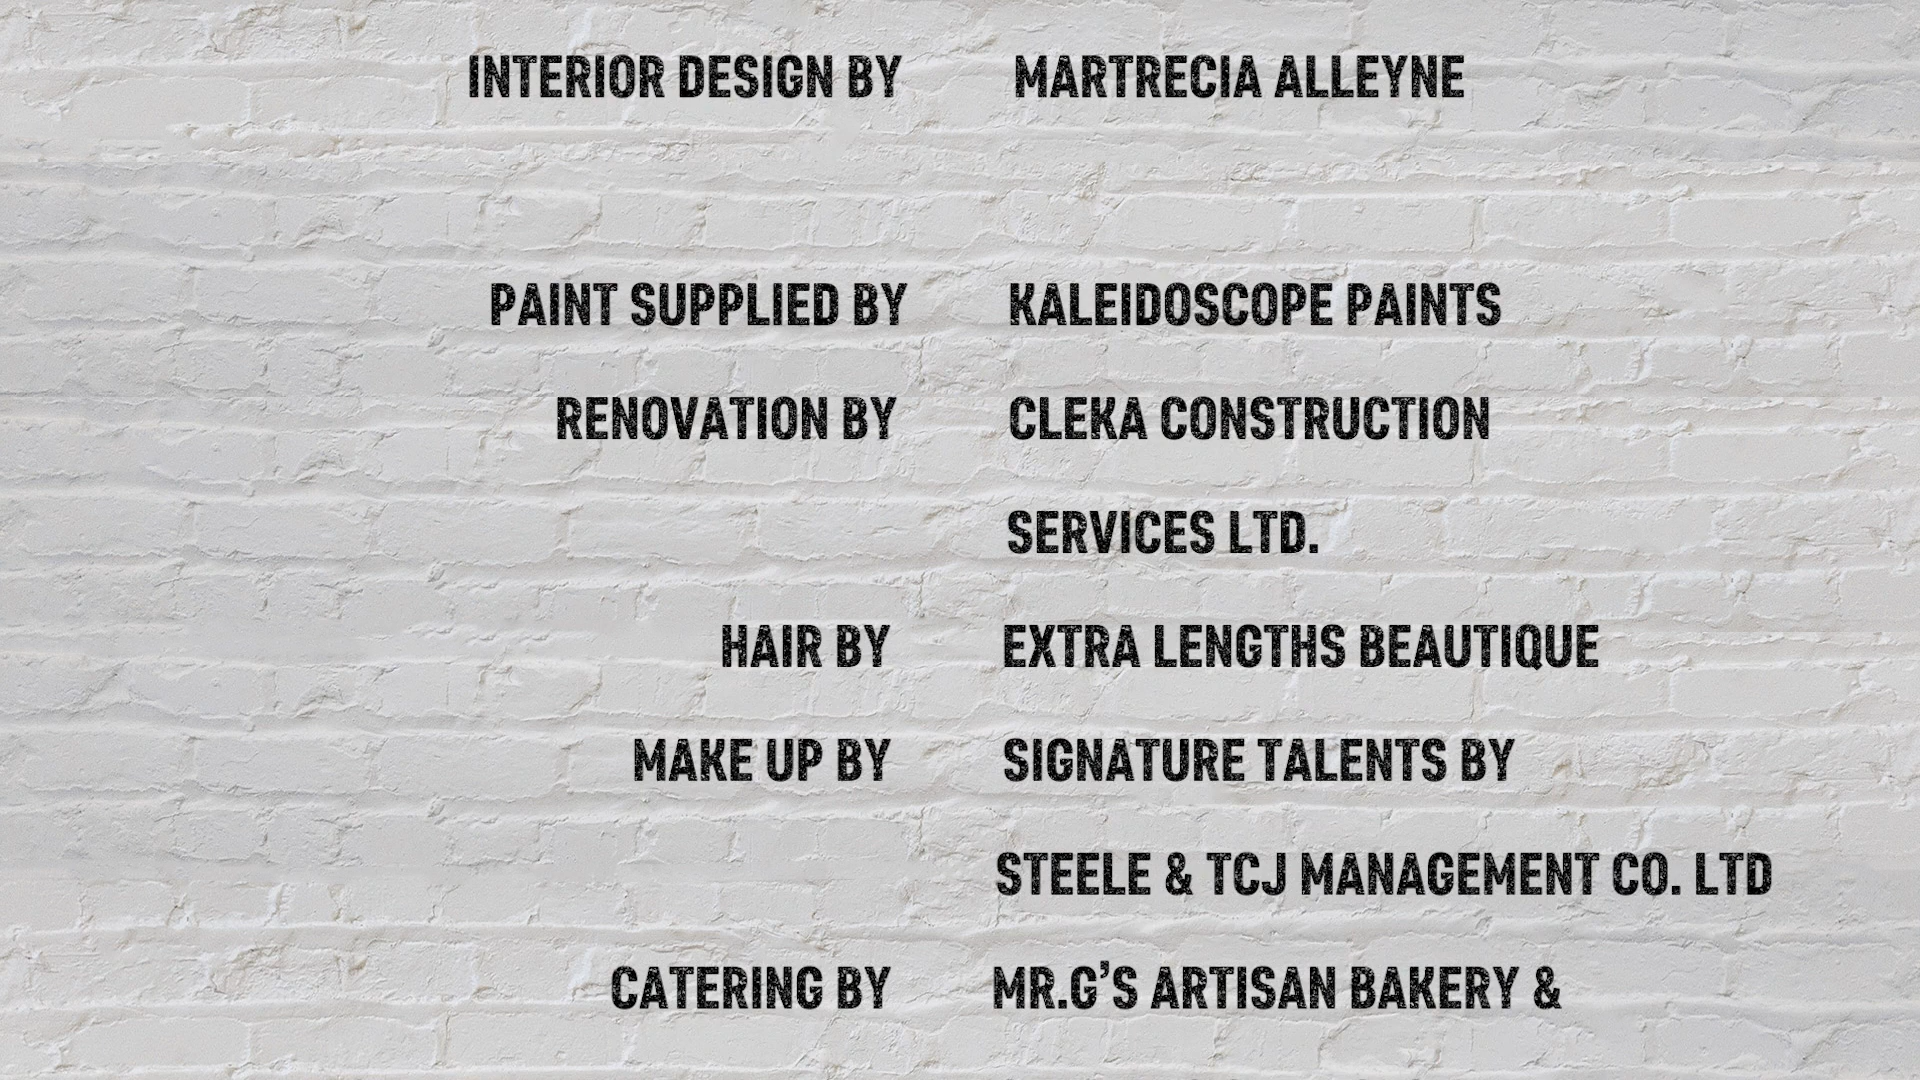 INTERIOR DESIGN BY MARTRECIA ALLEYNE
PAINT SUPPLIED BY KALEIDOSCOPE PAINTS
RENOVATION BY CLEKA CONSTRUCTION
SERVICES LTD.
HAIR BY EXTRA LENGTHS BEAUTIQUE
MAKE UP BY SIGNATURE TALENTS BY
STEELE & TCJ MANAGEMENT CO. LTD
CATERING BY MR.G'S ARTISAN BAKERY &